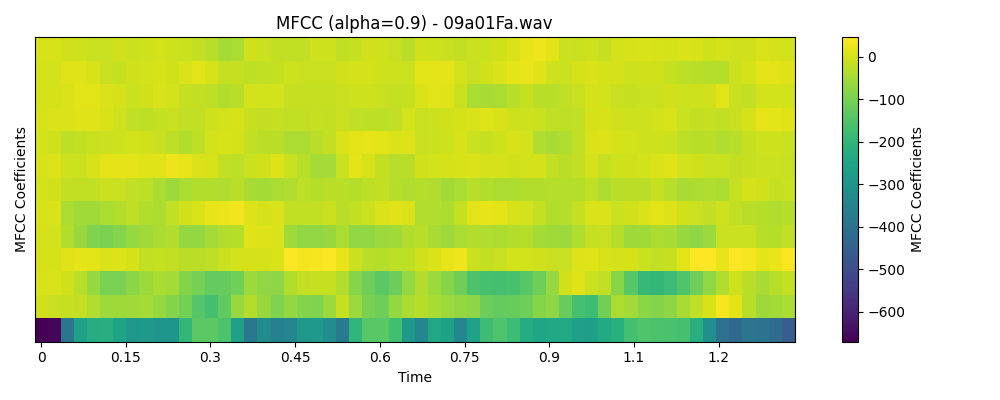 MFCC (alpha=0.9) - 09a01Fa.wav
MFCC Coefficients
0 0.15 0.3 0.45 0.6 0.75 0.9 1.1 1.2
Time
0
−100
−200
−300
−400
−500
−600
MFCC Coefficients